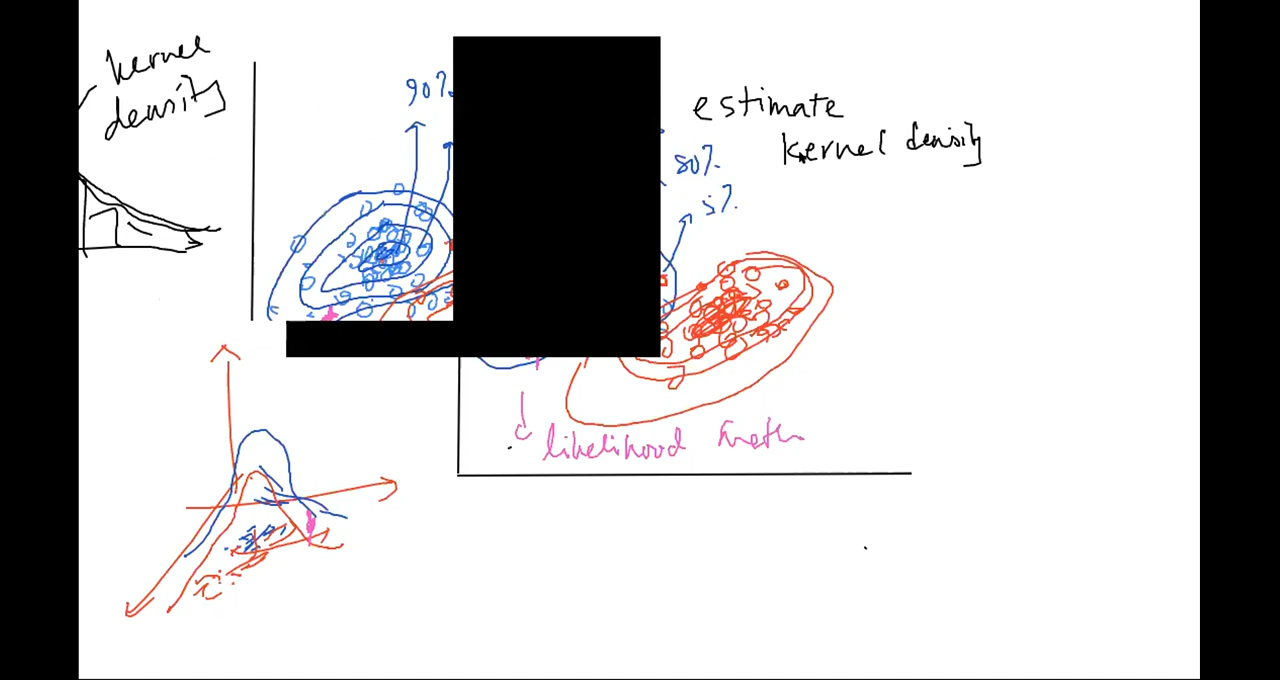 kernel
density
90%
estimate
kernel density
80%
5%
likelihood